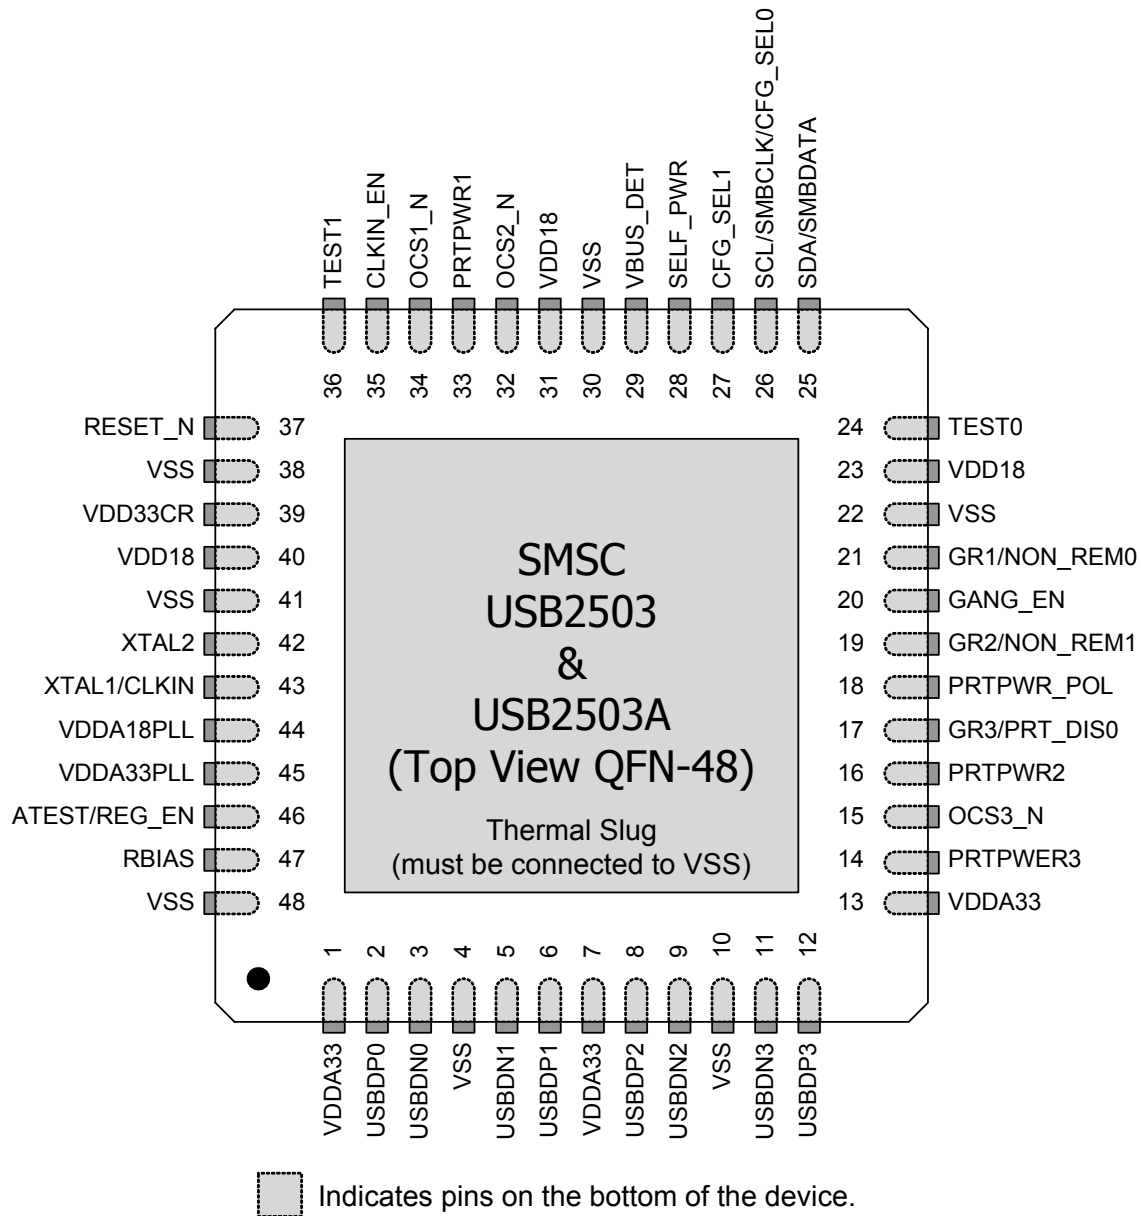 TEST1
CLKIN_EN
OCS1_N
PRTPWR1
OCS2_N
VDD18
VSS
VBUS_DET
SELF_PWR
CFG_SEL1
SCL/SMBCLK/CFG_SEL0
SDA/SMBDATA
36
35
34
33
32
31
30
29
28
27
26
25
RESET_N 37
VSS 38
VDD33CR 39
VDD18 40
VSS 41
XTAL2 42
XTAL1/CLKIN 43
VDDA18PLL 44
VDDA33PLL 45
ATEST/REG_EN 46
RBIAS 47
VSS 48
SMSC
USB2503
&
USB2503A
(Top View QFN-48)
Thermal Slug
(must be connected to VSS)
24 TEST0
23 VDD18
22 VSS
21 GR1/NON_REM0
20 GANG_EN
19 GR2/NON_REM1
18 PRTPWR_POL
17 GR3/PRT_DIS0
16 PRTPWR2
15 OCS3_N
14 PRTPWER3
13 VDDA33
1
2
3
4
5
6
7
8
9
10
11
12
VDDA33
USBDP0
USBDN0
VSS
USBDN1
USBDP1
VDDA33
USBDP2
USBDN2
VSS
USBDN3
USBDP3
Indicates pins on the bottom of the device.